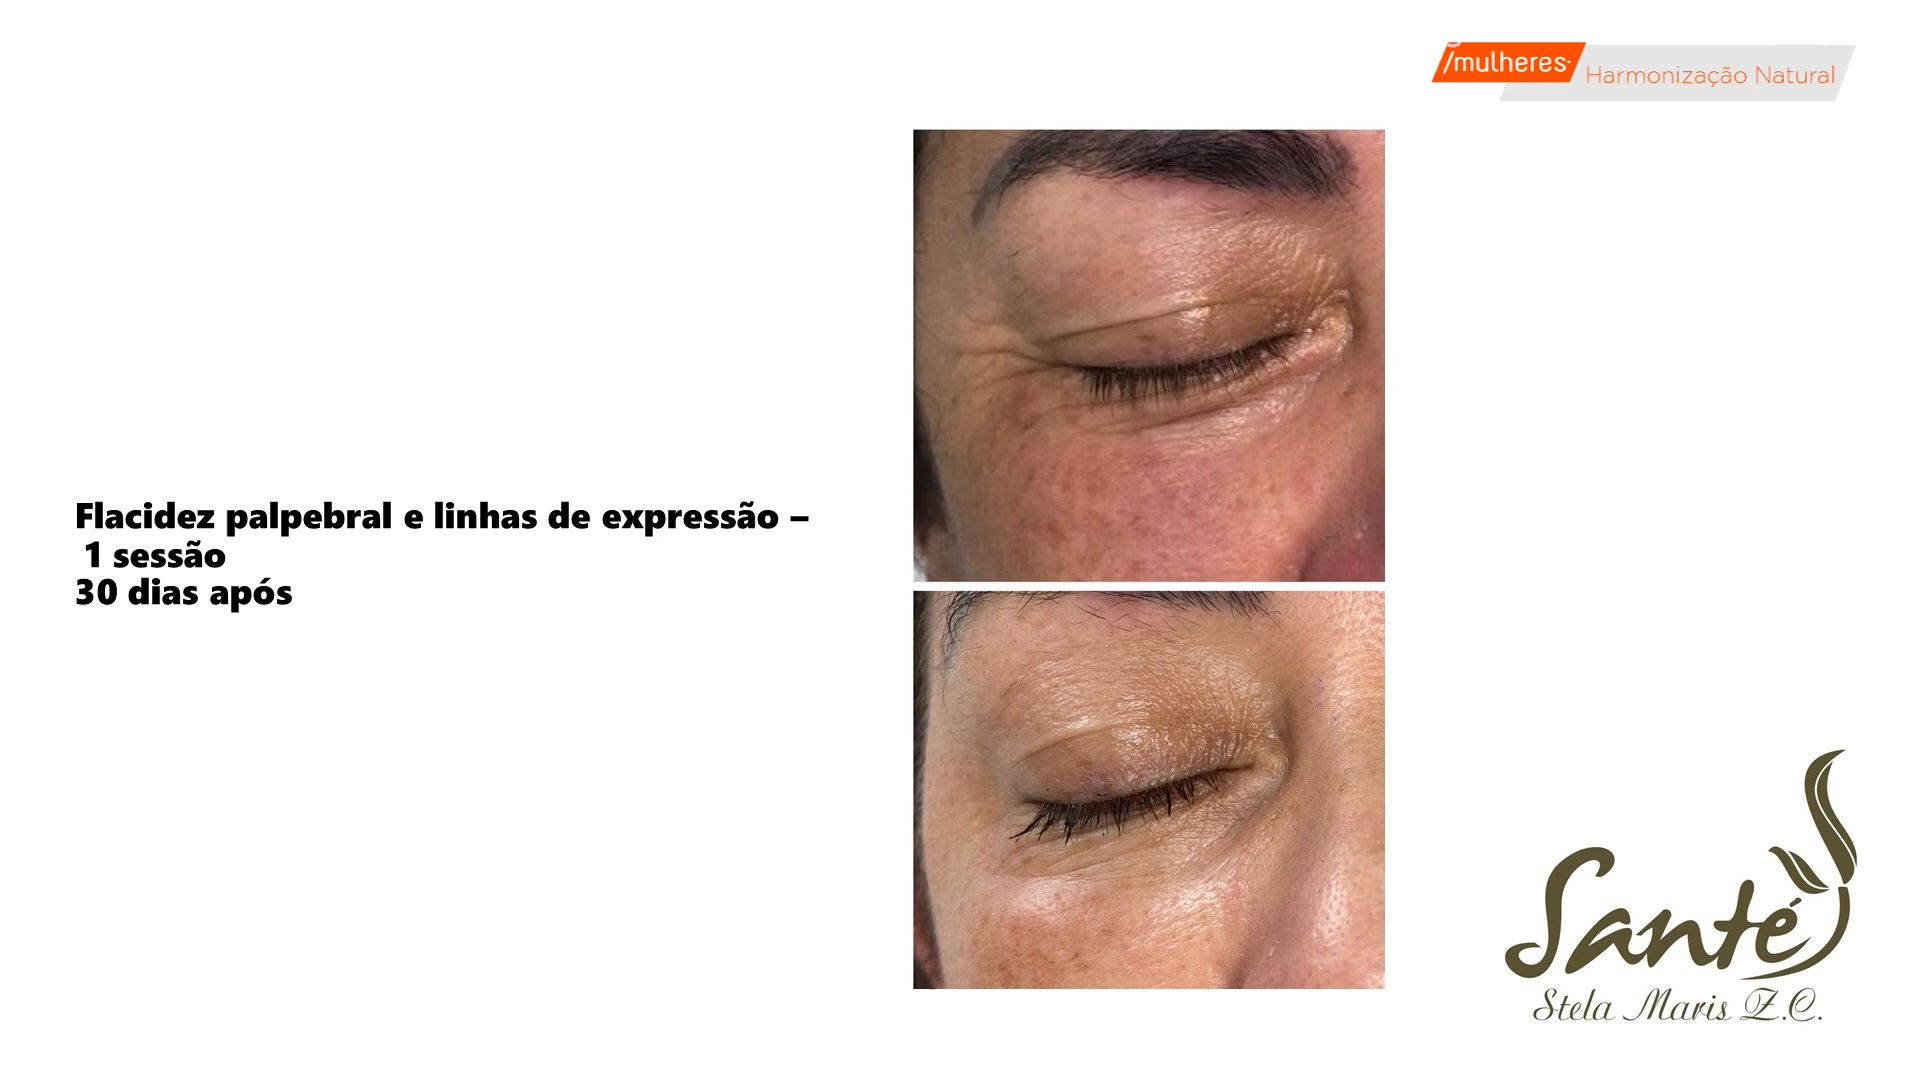 /mulheres·
Harmonização Natural
Flacidez palpebral e linhas de expressão –
1 sessão
30 dias após
Santé
Stela Maris Z.C.